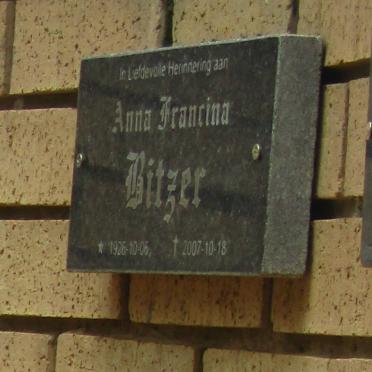 In Liefdevolle Herinnering aan
Anna Francina
Bitzer
★ 1926-10-06 † 2007-10-18